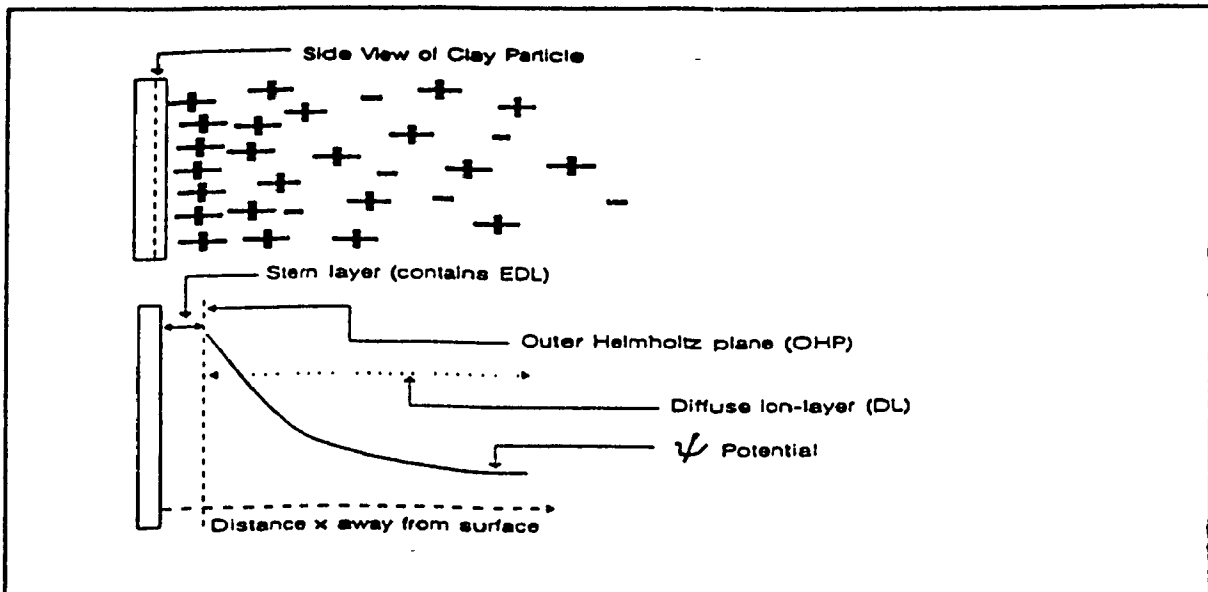 Side View of Clay Particle
Stern layer (contains EDL)
Outer Helmholtz plane (OHP)
Diffuse ion-layer (DL)
ψ Potential
Distance x away from surface